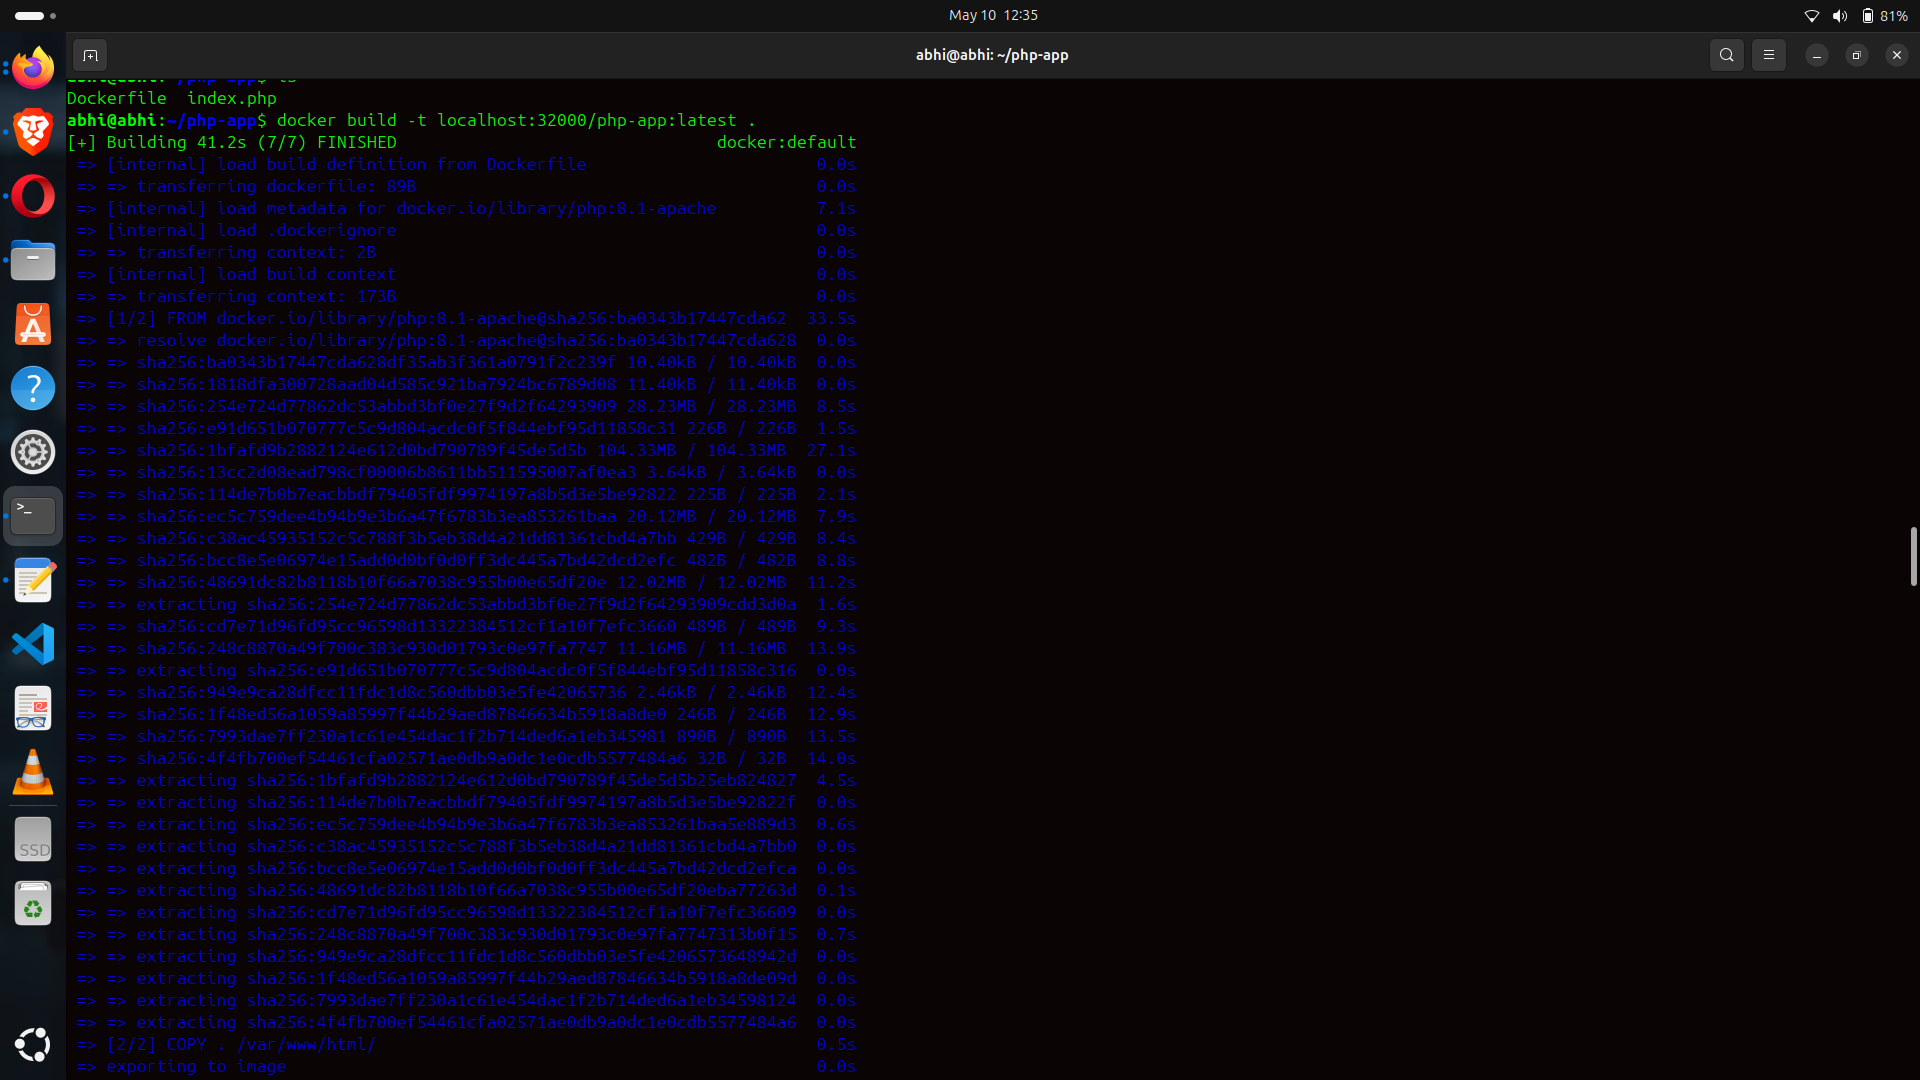 May 10 12:35
81%
abhi@abhi: ~/php-app
abhi@abhi:~/php-app$ ls
Dockerfile index.php
abhi@abhi:~/php-app$ docker build -t localhost:32000/php-app:latest .
[+] Building 41.2s (7/7) FINISHED docker:default
=> [internal] load build definition from Dockerfile 0.0s
=> => transferring dockerfile: 89B 0.0s
=> [internal] load metadata for docker.io/library/php:8.1-apache 7.1s
=> [internal] load .dockerignore 0.0s
=> => transferring context: 2B 0.0s
=> [internal] load build context 0.0s
=> => transferring context: 173B 0.0s
=> [1/2] FROM docker.io/library/php:8.1-apache@sha256:ba0343b17447cda62 33.5s
=> => resolve docker.io/library/php:8.1-apache@sha256:ba0343b17447cda628 0.0s
=> => sha256:ba0343b17447cda628df35ab3f361a0791f2c239f 10.40kB / 10.40kB 0.0s
=> => sha256:1818dfa300728aad04d585c921ba7924bc6789d08 11.40kB / 11.40kB 0.0s
=> => sha256:254e724d77862dc53abbd3bf0e27f9d2f64293909 28.23MB / 28.23MB 8.5s
=> => sha256:e91d651b070777c5c9d804acdc0f5f844ebf95d11858c31 226B / 226B 1.5s
=> => sha256:1bfafd9b2882124e612d0bd790789f45de5d5b 104.33MB / 104.33MB 27.1s
=> => sha256:13cc2d08ead798cf00006b8611bb511595007af0ea3 3.64kB / 3.64kB 0.0s
=> => sha256:114de7b0b7eacbbdf79405fdf9974197a8b5d3e5be92822 225B / 225B 2.1s
=> => sha256:ec5c759dee4b94b9e3b6a47f6783b3ea853261baa 20.12MB / 20.12MB 7.9s
=> => sha256:c38ac45935152c5c788f3b5eb38d4a21dd81361cbd4a7bb 429B / 429B 8.4s
=> => sha256:bcc8e5e06974e15add0d0bf0d0ff3dc445a7bd42dcd2efc 482B / 482B 8.8s
=> => sha256:48691dc82b8118b10f66a7038c955b00e65df20e 12.02MB / 12.02MB 11.2s
=> => extracting sha256:254e724d77862dc53abbd3bf0e27f9d2f64293909cdd3d0a 1.6s
=> => sha256:cd7e71d96fd95cc96598d13322384512cf1a10f7efc3660 489B / 489B 9.3s
=> => sha256:248c8870a49f700c383c930d01793c0e97fa7747 11.16MB / 11.16MB 13.9s
=> => extracting sha256:e91d651b070777c5c9d804acdc0f5f844ebf95d11858c316 0.0s
=> => sha256:949e9ca28dfcc11fdc1d8c560dbb03e5fe42065736 2.46kB / 2.46kB 12.4s
=> => sha256:1f48ed56a1059a85997f44b29aed87846634b5918a8de0 246B / 246B 12.9s
=> => sha256:7993dae7ff230a1c61e454dac1f2b714ded6a1eb345981 890B / 890B 13.5s
=> => sha256:4f4fb700ef54461cfa02571ae0db9a0dc1e0cdb5577484a6 32B / 32B 14.0s
=> => extracting sha256:1bfafd9b2882124e612d0bd790789f45de5d5b25eb824827 4.5s
=> => extracting sha256:114de7b0b7eacbbdf79405fdf9974197a8b5d3e5be92822f 0.0s
=> => extracting sha256:ec5c759dee4b94b9e3b6a47f6783b3ea853261baa5e889d3 0.6s
=> => extracting sha256:c38ac45935152c5c788f3b5eb38d4a21dd81361cbd4a7bb0 0.0s
=> => extracting sha256:bcc8e5e06974e15add0d0bf0d0ff3dc445a7bd42dcd2efca 0.0s
=> => extracting sha256:48691dc82b8118b10f66a7038c955b00e65df20eba77263d 0.1s
=> => extracting sha256:cd7e71d96fd95cc96598d13322384512cf1a10f7efc36609 0.0s
=> => extracting sha256:248c8870a49f700c383c930d01793c0e97fa7747313b0f15 0.7s
=> => extracting sha256:949e9ca28dfcc11fdc1d8c560dbb03e5fe4206573648942d 0.0s
=> => extracting sha256:1f48ed56a1059a85997f44b29aed87846634b5918a8de09d 0.0s
=> => extracting sha256:7993dae7ff230a1c61e454dac1f2b714ded6a1eb34598124 0.0s
=> => extracting sha256:4f4fb700ef54461cfa02571ae0db9a0dc1e0cdb5577484a6 0.0s
=> [2/2] COPY . /var/www/html/ 0.5s
=> exporting to image 0.0s
SSD